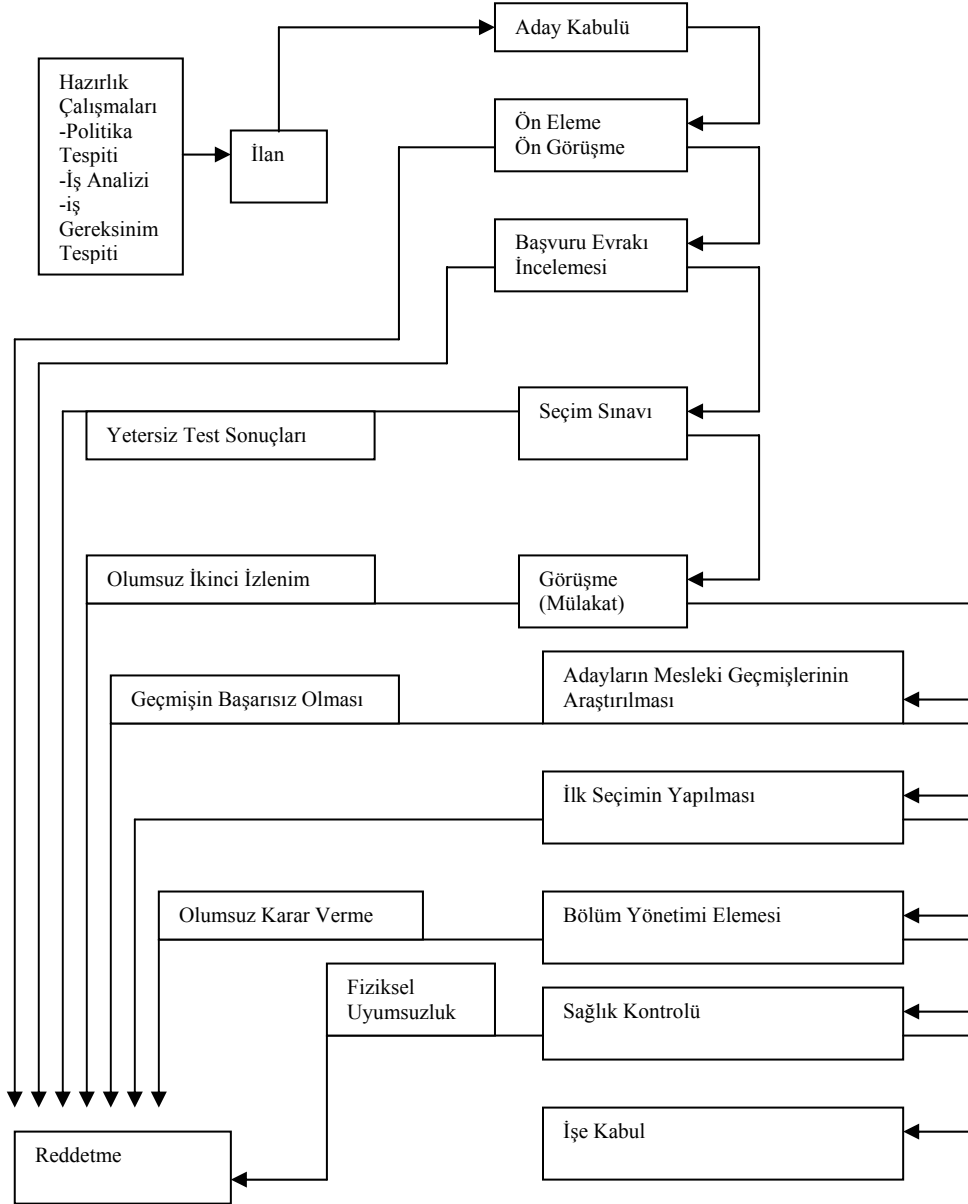 Aday Kabulü
Hazırlık
Çalışmaları
-Politika
Tespiti
-İş Analizi
-iş
Gereksinim
Tespiti
İlan
Ön Eleme
Ön Görüşme
Başvuru Evrakı
İncelemesi
Seçim Sınavı
Yetersiz Test Sonuçları
Olumsuz İkinci İzlenim
Görüşme
(Mülakat)
Geçmişin Başarısız Olması
Adayların Mesleki Geçmişlerinin
Araştırılması
İlk Seçimin Yapılması
Olumsuz Karar Verme
Bölüm Yönetimi Elemesi
Fiziksel
Uyumsuzluk
Sağlık Kontrolü
İşe Kabul
Reddetme